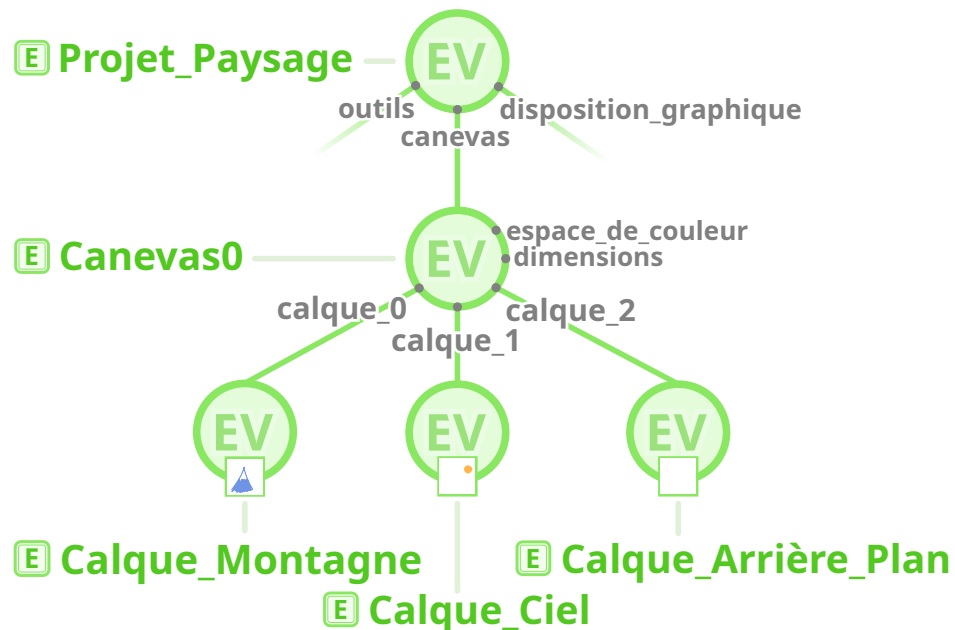 E Projet_Paysage
EV
outils
disposition_graphique
canevas
E Canevas0
EV
espace_de_couleur
dimensions
calque_0
calque_2
calque_1
EV
EV
EV
E Calque_Montagne
E Calque_Arrière_Plan
E Calque_Ciel